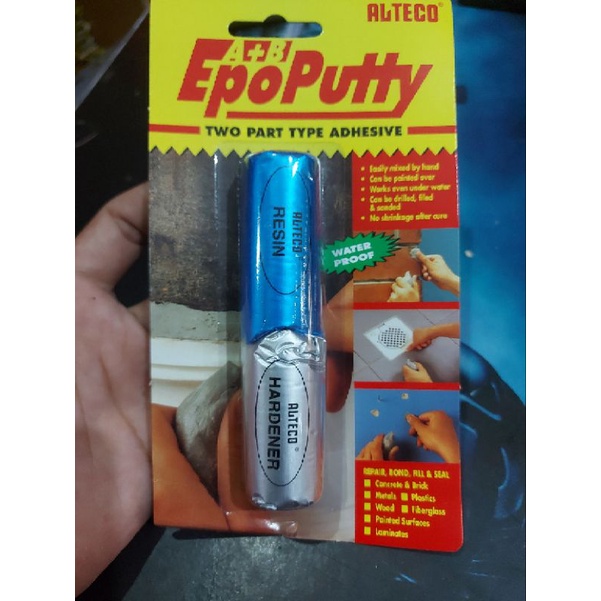 ALTECO®
A+B
EpoPutty
TWO PART TYPE ADHESIVE
• Easily mixed by hand
• Can be painted over
• Works even under water
• Can be drilled, filed
& sanded
• No shrinkage after cure
WATER
PROOF
ALTECO®
RESIN
ALTECO®
HARDENER
REPAIR, BOND, FILL & SEAL
■ Concrete & Brick
■ Metals ■ Plastics
■ Wood ■ Fiberglass
■ Painted Surfaces
■ Laminates